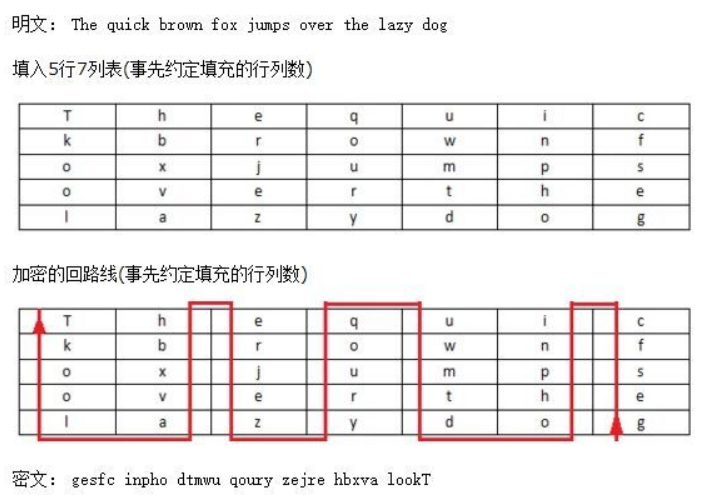 明文： The quick brown fox jumps over the lazy dog
填入5行7列表(事先约定填充的行列数)
T h e q u i c
k b r o w n f
o x j u m p s
o v e r t h e
l a z y d o g
加密的回路线(事先约定填充的行列数)
T h e q u i c
k b r o w n f
o x j u m p s
o v e r t h e
l a z y d o g
密文： gesfc inpho dtmwu qoury zejre hbxva lookT